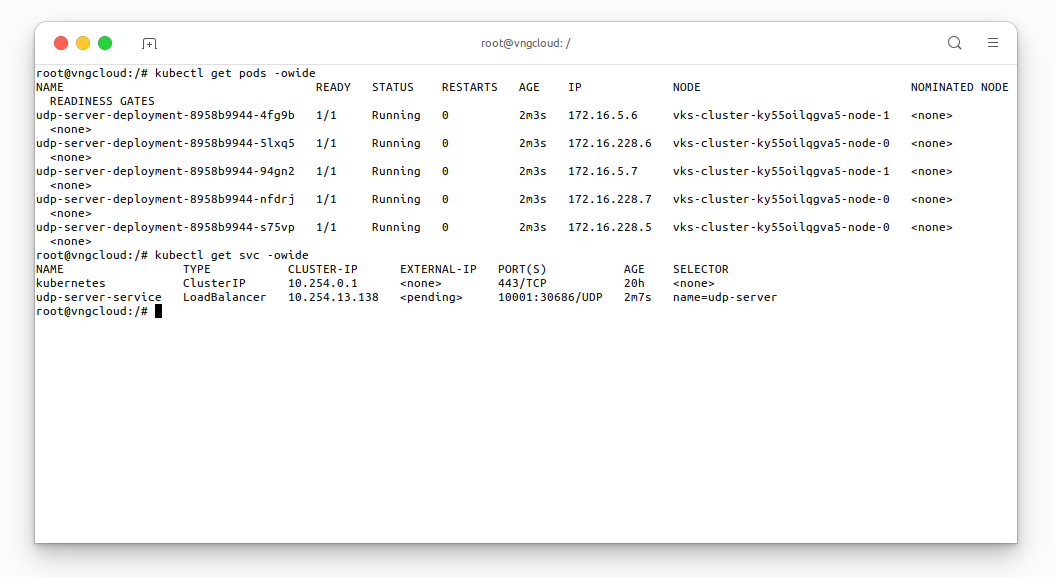 root@vngcloud: /
root@vngcloud:/# kubectl get pods -owide
NAME                                    READY   STATUS    RESTARTS   AGE    IP             NODE                              NOMINATED NODE
  READINESS GATES
udp-server-deployment-8958b9944-4fg9b   1/1     Running   0          2m3s   172.16.5.6     vks-cluster-ky55oilqgva5-node-1   <none>
  <none>
udp-server-deployment-8958b9944-5lxq5   1/1     Running   0          2m3s   172.16.228.6   vks-cluster-ky55oilqgva5-node-0   <none>
  <none>
udp-server-deployment-8958b9944-94gn2   1/1     Running   0          2m3s   172.16.5.7     vks-cluster-ky55oilqgva5-node-1   <none>
  <none>
udp-server-deployment-8958b9944-nfdrj   1/1     Running   0          2m3s   172.16.228.7   vks-cluster-ky55oilqgva5-node-0   <none>
  <none>
udp-server-deployment-8958b9944-s75vp   1/1     Running   0          2m3s   172.16.228.5   vks-cluster-ky55oilqgva5-node-0   <none>
  <none>
root@vngcloud:/# kubectl get svc -owide
NAME                 TYPE           CLUSTER-IP      EXTERNAL-IP   PORT(S)           AGE    SELECTOR
kubernetes           ClusterIP      10.254.0.1      <none>        443/TCP           20h    <none>
udp-server-service   LoadBalancer   10.254.13.138   <pending>     10001:30686/UDP   2m7s   name=udp-server
root@vngcloud:/#